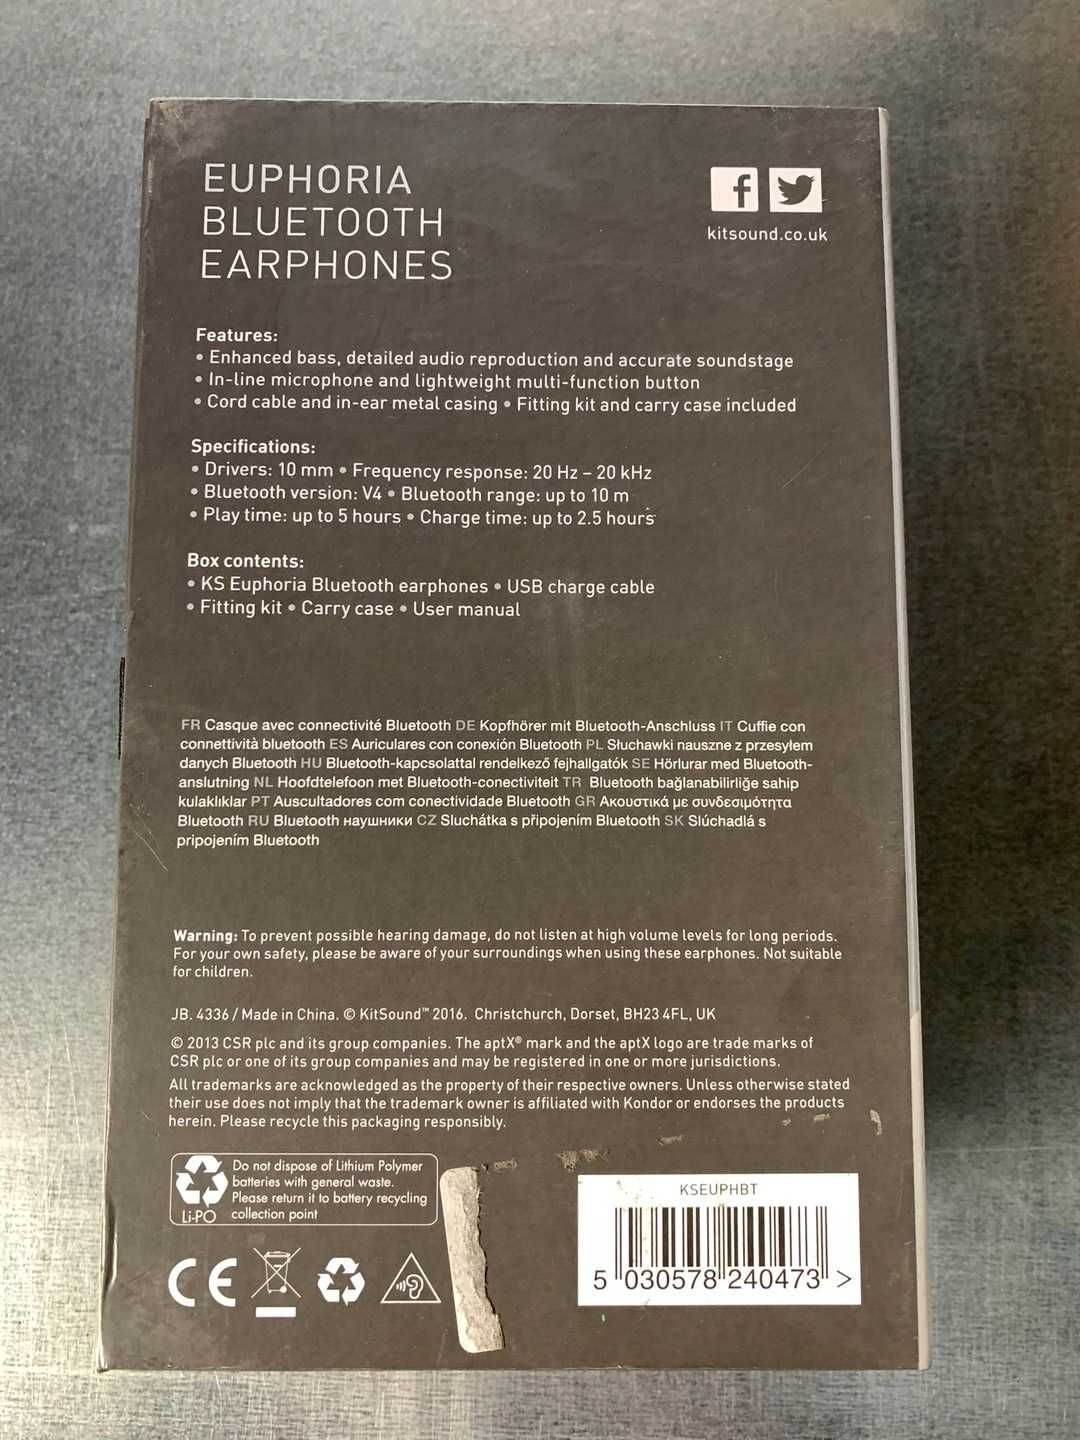 EUPHORIA
BLUETOOTH
EARPHONES
kitsound.co.uk
Features:
• Enhanced bass, detailed audio reproduction and accurate soundstage
• In-line microphone and lightweight multi-function button
• Cord cable and in-ear metal casing • Fitting kit and carry case included
Specifications:
• Drivers: 10 mm • Frequency response: 20 Hz – 20 kHz
• Bluetooth version: V4 • Bluetooth range: up to 10 m
• Play time: up to 5 hours • Charge time: up to 2.5 hours
Box contents:
• KS Euphoria Bluetooth earphones • USB charge cable
• Fitting kit • Carry case • User manual
FR Casque avec connectivité Bluetooth DE Kopfhörer mit Bluetooth-Anschluss IT Cuffie con
connettività bluetooth ES Auriculares con conexión Bluetooth PL Słuchawki nauszne z przesyłem
danych Bluetooth HU Bluetooth-kapcsolattal rendelkező fejhallgatók SE Hörlurar med Bluetooth-
anslutning NL Hoofdtelefoon met Bluetooth-conectiviteit TR Bluetooth bağlanabilirliğe sahip
kulaklıklar PT Auscultadores com conectividade Bluetooth GR Ακουστικά με συνδεσιμότητα
Bluetooth RU Bluetooth наушники CZ Sluchátka s připojením Bluetooth SK Slúchadlá s
pripojením Bluetooth
Warning: To prevent possible hearing damage, do not listen at high volume levels for long periods.
For your own safety, please be aware of your surroundings when using these earphones. Not suitable
for children.
JB. 4336 / Made in China. © KitSound™ 2016. Christchurch, Dorset, BH23 4FL, UK
© 2013 CSR plc and its group companies. The aptX® mark and the aptX logo are trade marks of
CSR plc or one of its group companies and may be registered in one or more jurisdictions.
All trademarks are acknowledged as the property of their respective owners. Unless otherwise stated
their use does not imply that the trademark owner is affiliated with Kondor or endorses the products
herein. Please recycle this packaging responsibly.
Do not dispose of Lithium Polymer
batteries with general waste.
Please return it to battery recycling
collection point
Li-PO
CE
KSEUPHBT
5 030578 240473 >